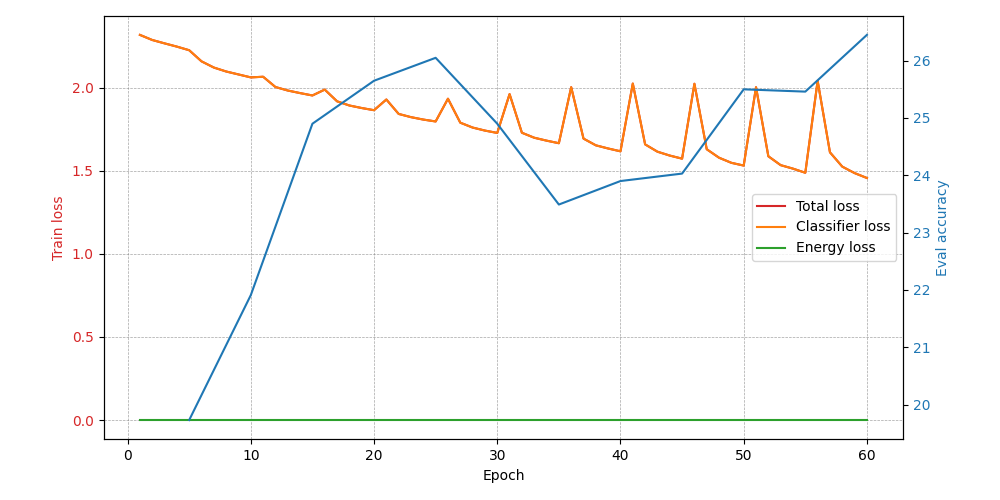 2.0
1.5
1.0
0.5
0.0
Train loss
26
25
24
23
22
21
20
Eval accuracy
Total loss
Classifier loss
Energy loss
0 10 20 30 40 50 60
Epoch